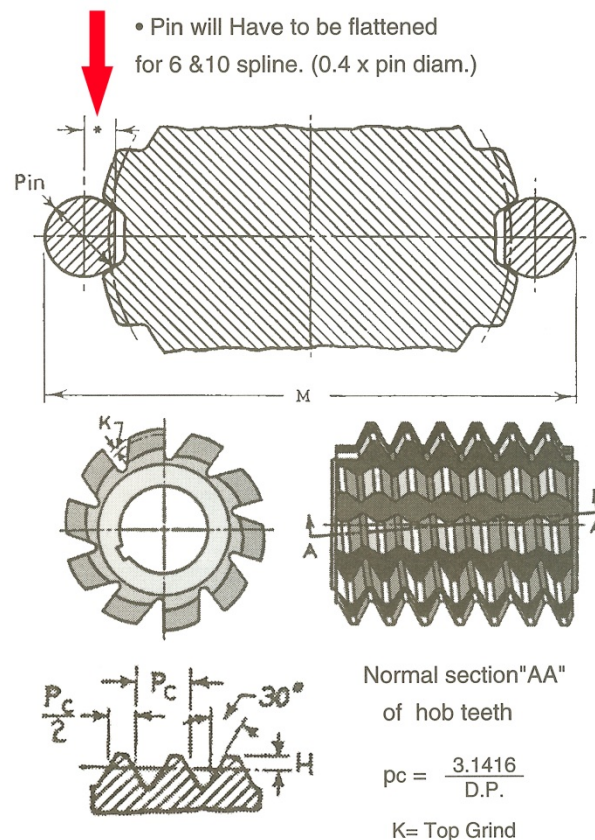 • Pin will Have to be flattened
for 6 &10 spline. (0.4 x pin diam.)
*
Pin
M
K
A
A
Pc
Pc
2
30°
H
Normal section"AA"
of hob teeth
pc = 3.1416
D.P.
K= Top Grind